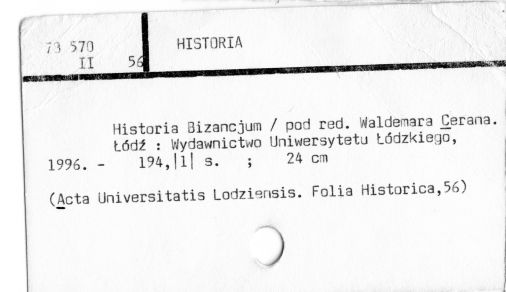 73 570
II 56
HISTORIA
Historia Bizancjum / pod red. Waldemara Cerana.
Łódź : Wydawnictwo Uniwersytetu Łódzkiego,
1996. - 194,|1| s. ; 24 cm
(Acta Universitatis Lodziensis. Folia Historica,56)